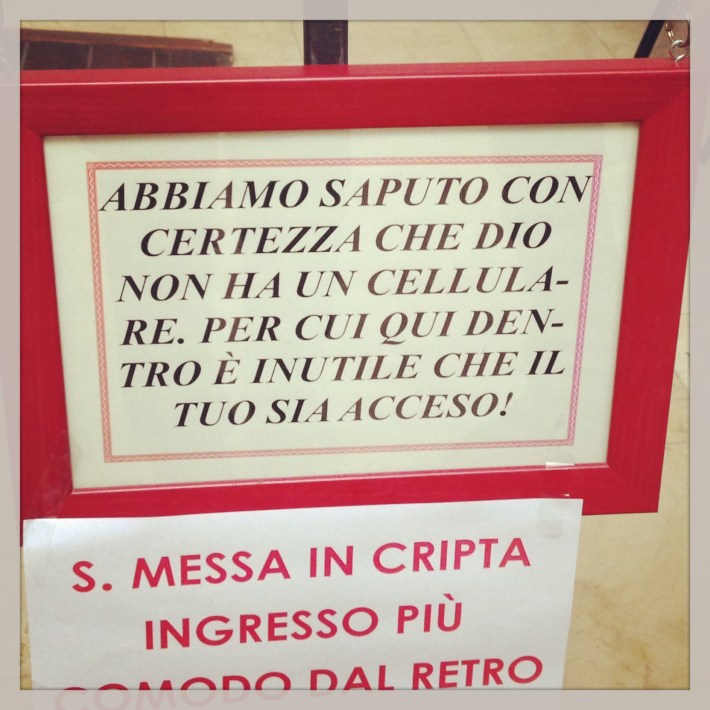 ABBIAMO SAPUTO CON
CERTEZZA CHE DIO
NON HA UN CELLULA-
RE. PER CUI QUI DEN-
TRO È INUTILE CHE IL
TUO SIA ACCESO!
S. MESSA IN CRIPTA
INGRESSO PIÙ
COMODO DAL RETRO